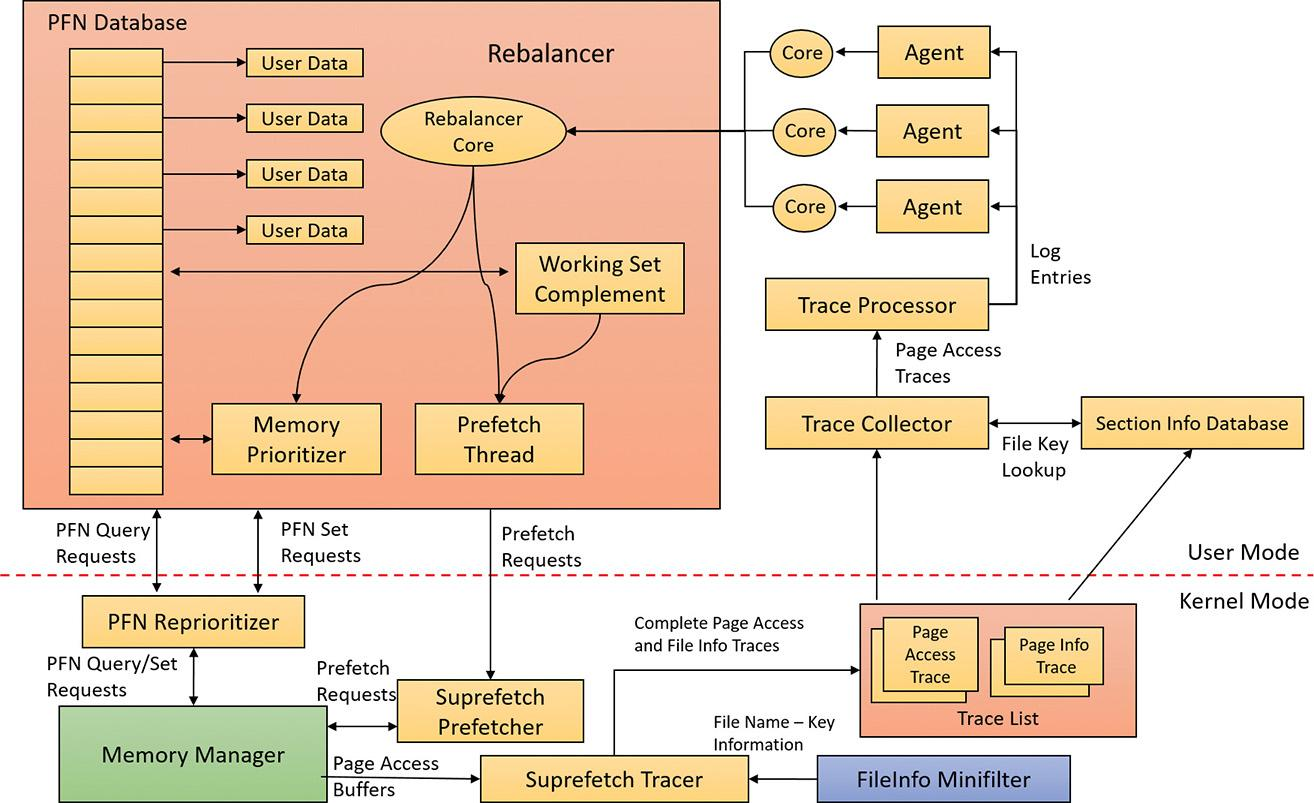 PFN Database
Rebalancer
User Data
User Data
User Data
User Data
Rebalancer
Core
Working Set
Complement
Memory
Prioritizer
Prefetch
Thread
Core
Agent
Core
Agent
Core
Agent
Log
Entries
Trace Processor
Page Access
Traces
Trace Collector
File Key
Lookup
Section Info Database
PFN Query
Requests
PFN Set
Requests
Prefetch
Requests
User Mode
Kernel Mode
PFN Reprioritizer
PFN Query/Set
Requests
Prefetch
Requests
Suprefetch
Prefetcher
Complete Page Access
and File Info Traces
Page
Access
Trace
Page Info
Trace
Trace List
Memory Manager
Page Access
Buffers
Suprefetch Tracer
File Name – Key
Information
FileInfo Minifilter